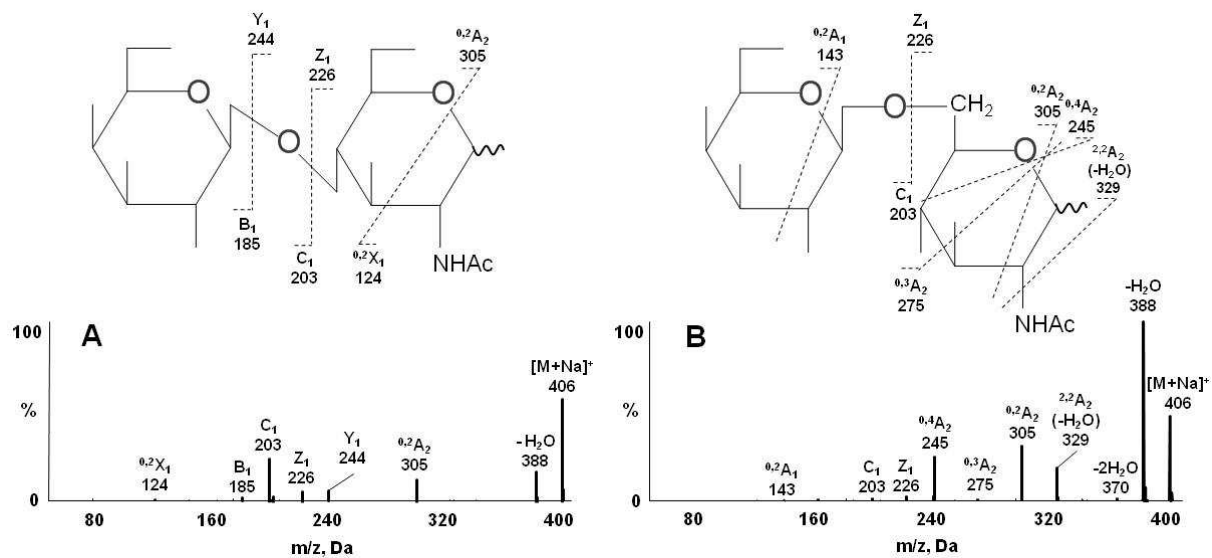 Y₁
244
Z₁
226
⁰,²A₂
305
O
O
O
B₁
185
C₁
203
⁰,²X₁
124
NHAc
⁰,²A₁
143
Z₁
226
O
O
CH₂
O
⁰,²A₂
305
⁰,⁴A₂
245
²,²A₂
(-H₂O)
329
C₁
203
⁰,³A₂
275
NHAc
A
100
%
0
⁰,²X₁
124
B₁
185
C₁
203
Z₁
226
Y₁
244
⁰,²A₂
305
-H₂O
388
[M+Na]⁺
406
80 160 240 320 400
m/z, Da
B
100
%
0
⁰,²A₁
143
C₁
203
Z₁
226
⁰,⁴A₂
245
⁰,³A₂
275
⁰,²A₂
305
²,²A₂
(-H₂O)
329
-2H₂O
370
-H₂O
388
[M+Na]⁺
406
80 160 240 320 400
m/z, Da